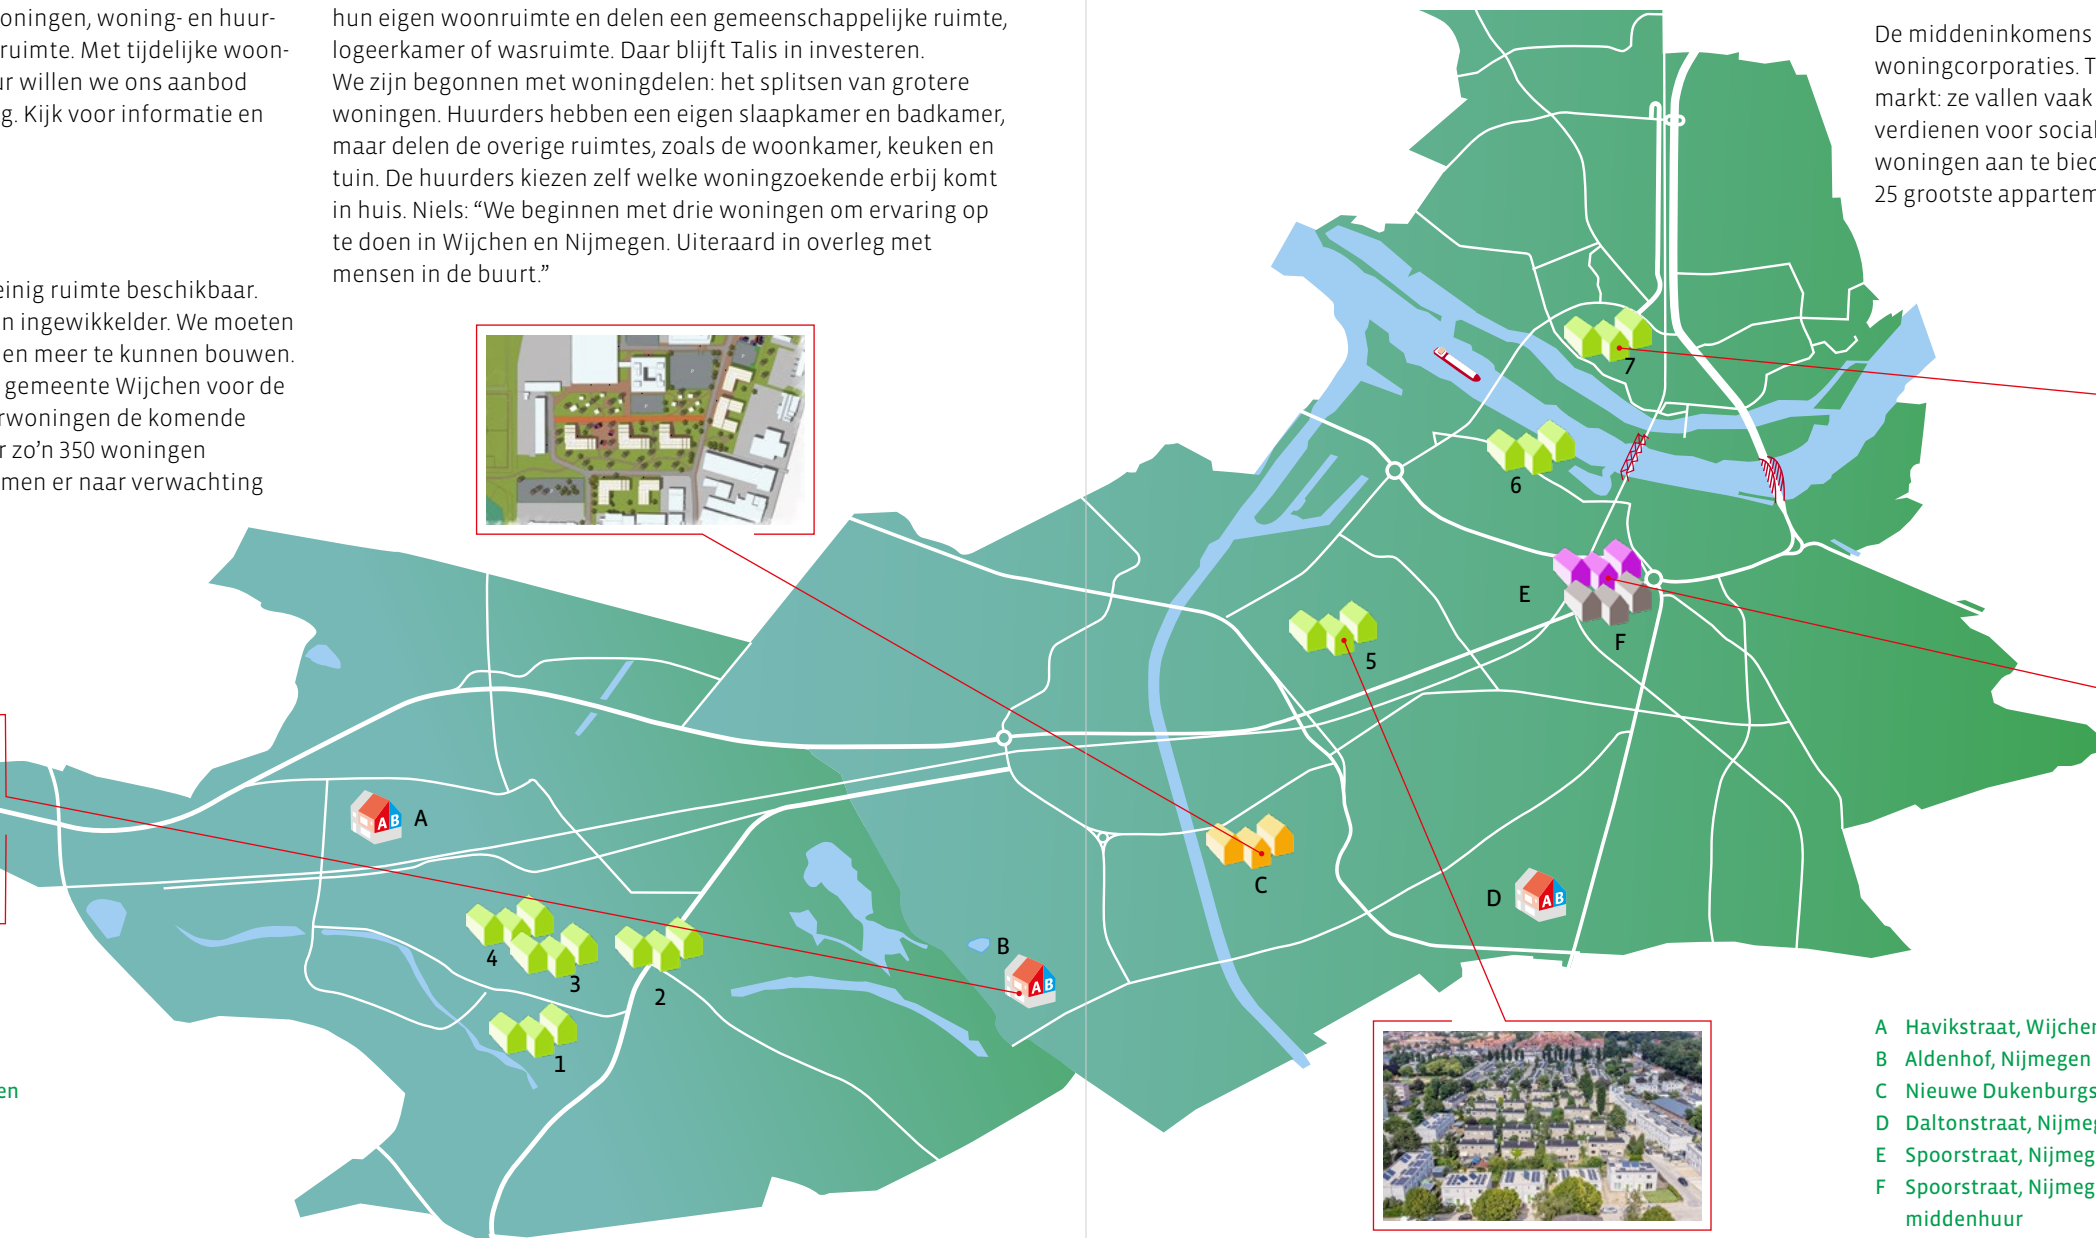 oningen, woning- en huur-
ruimte. Met tijdelijke woon-
ur willen we ons aanbod
g. Kijk voor informatie en
einig ruimte beschikbaar.
n ingewikkelder. We moeten
en meer te kunnen bouwen.
gemeente Wijchen voor de
rwoningen de komende
r zo’n 350 woningen
men er naar verwachting
en
hun eigen woonruimte en delen een gemeenschappelijke ruimte,
logeerkamer of wasruimte. Daar blijft Talis in investeren.
We zijn begonnen met woningdelen: het splitsen van grotere
woningen. Huurders hebben een eigen slaapkamer en badkamer,
maar delen de overige ruimtes, zoals de woonkamer, keuken en
tuin. De huurders kiezen zelf welke woningzoekende erbij komt
in huis. Niels: “We beginnen met drie woningen om ervaring op
te doen in Wijchen en Nijmegen. Uiteraard in overleg met
mensen in de buurt.”
De middeninkomens
woningcorporaties. T
markt: ze vallen vaak
verdienen voor social
woningen aan te bied
25 grootste appartem
7
6
E
F
5
A B
A
C
D
A B
B
A B
4
3
2
1
A Havikstraat, Wijchen
B Aldenhof, Nijmegen
C Nieuwe Dukenburgs
D Daltonstraat, Nijmeg
E Spoorstraat, Nijmeg
F Spoorstraat, Nijmeg
middenhuur